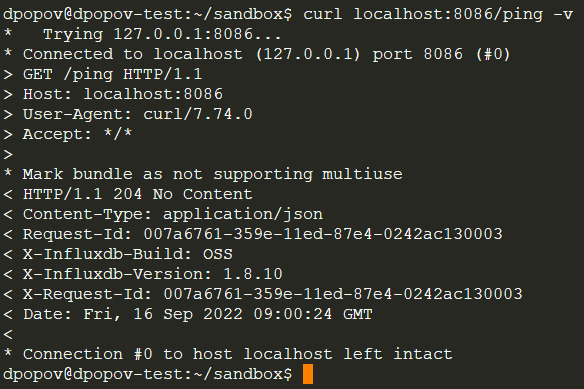 dpopov@dpopov-test:~/sandbox$ curl localhost:8086/ping -v
*   Trying 127.0.0.1:8086...
* Connected to localhost (127.0.0.1) port 8086 (#0)
> GET /ping HTTP/1.1
> Host: localhost:8086
> User-Agent: curl/7.74.0
> Accept: */*
>
* Mark bundle as not supporting multiuse
< HTTP/1.1 204 No Content
< Content-Type: application/json
< Request-Id: 007a6761-359e-11ed-87e4-0242ac130003
< X-Influxdb-Build: OSS
< X-Influxdb-Version: 1.8.10
< X-Request-Id: 007a6761-359e-11ed-87e4-0242ac130003
< Date: Fri, 16 Sep 2022 09:00:24 GMT
<
* Connection #0 to host localhost left intact
dpopov@dpopov-test:~/sandbox$